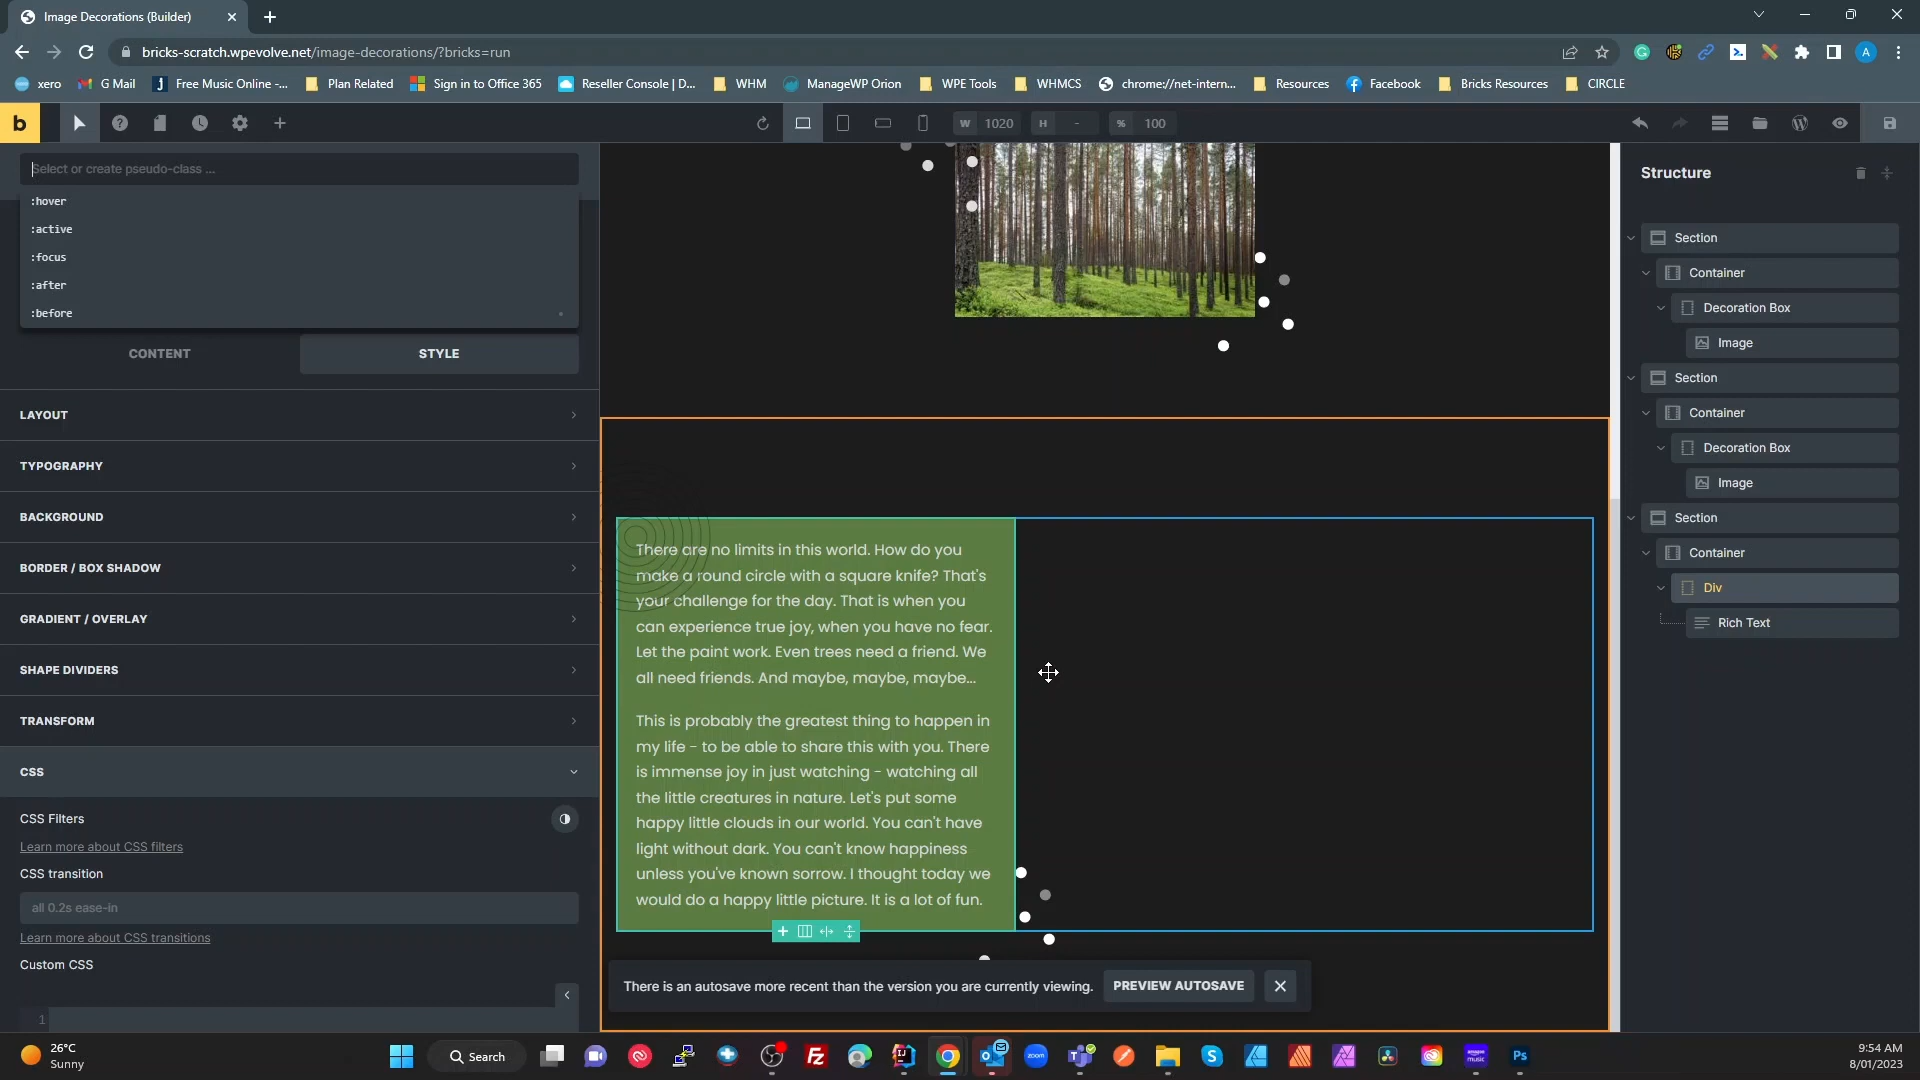 Image Decorations (Builder)
bricks-scratch.wpevolve.net/image-decorations/?bricks=run
A
xero
G Mail
Free Music Online -...
Plan Related
Sign in to Office 365
Reseller Console | D...
WHM
ManageWP Orion
WPE Tools
WHMCS
chrome://net-intern...
Resources
Facebook
Bricks Resources
CIRCLE
b
W 1020
H -
% 100
Select or create pseudo-class ...
:hover
:active
:focus
:after
:before
CONTENT
STYLE
LAYOUT
TYPOGRAPHY
BACKGROUND
BORDER / BOX SHADOW
GRADIENT / OVERLAY
SHAPE DIVIDERS
TRANSFORM
CSS
CSS Filters
Learn more about CSS filters
CSS transition
all 0.2s ease-in
Learn more about CSS transitions
Custom CSS
1
There are no limits in this world. How do you
make a round circle with a square knife? That's
your challenge for the day. That is when you
can experience true joy, when you have no fear.
Let the paint work. Even trees need a friend. We
all need friends. And maybe, maybe, maybe...
This is probably the greatest thing to happen in
my life - to be able to share this with you. There
is immense joy in just watching - watching all
the little creatures in nature. Let's put some
happy little clouds in our world. You can't have
light without dark. You can't know happiness
unless you've known sorrow. I thought today we
would do a happy little picture. It is a lot of fun.
There is an autosave more recent than the version you are currently viewing.
PREVIEW AUTOSAVE
Structure
Section
Container
Decoration Box
Image
Section
Container
Decoration Box
Image
Section
Container
Div
Rich Text
26°C
Sunny
Search
zoom
Ps
9:54 AM
8/01/2023